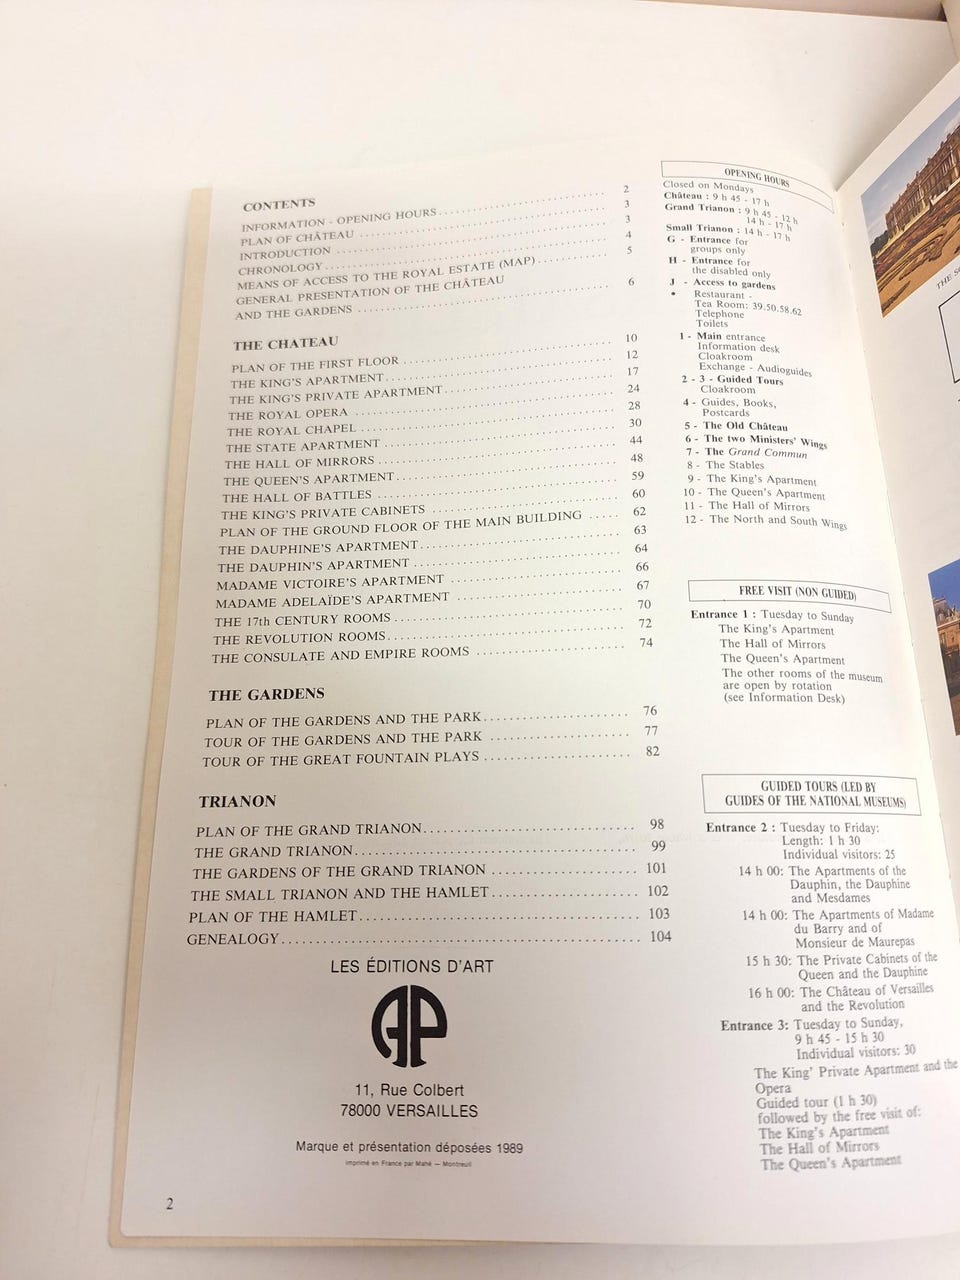 CONTENTS
INFORMATION - OPENING HOURS 2
PLAN OF CHÂTEAU 3
INTRODUCTION 3
CHRONOLOGY 4
MEANS OF ACCESS TO THE ROYAL ESTATE (MAP) 5
GENERAL PRESENTATION OF THE CHÂTEAU
AND THE GARDENS 6
THE CHATEAU
PLAN OF THE FIRST FLOOR 10
THE KING'S APARTMENT 12
THE KING'S PRIVATE APARTMENT 17
THE ROYAL OPERA 24
THE ROYAL CHAPEL 28
THE STATE APARTMENT 30
THE HALL OF MIRRORS 44
THE QUEEN'S APARTMENT 48
THE HALL OF BATTLES 59
THE KING'S PRIVATE CABINETS 60
PLAN OF THE GROUND FLOOR OF THE MAIN BUILDING 62
THE DAUPHINE'S APARTMENT 63
THE DAUPHIN'S APARTMENT 64
MADAME VICTOIRE'S APARTMENT 66
MADAME ADELAÏDE'S APARTMENT 67
THE 17th CENTURY ROOMS 70
THE REVOLUTION ROOMS 72
THE CONSULATE AND EMPIRE ROOMS 74
THE GARDENS
PLAN OF THE GARDENS AND THE PARK 76
TOUR OF THE GARDENS AND THE PARK 77
TOUR OF THE GREAT FOUNTAIN PLAYS 82
TRIANON
PLAN OF THE GRAND TRIANON 98
THE GRAND TRIANON 99
THE GARDENS OF THE GRAND TRIANON 101
THE SMALL TRIANON AND THE HAMLET 102
PLAN OF THE HAMLET 103
GENEALOGY 104
LES ÉDITIONS D'ART
AP
11, Rue Colbert
78000 VERSAILLES
Marque et présentation déposées 1989
imprimé en France par Mahé — Montreuil
2
OPENING HOURS
Closed on Mondays
Château : 9 h 45 - 17 h
Grand Trianon : 9 h 45 - 12 h
14 h - 17 h
Small Trianon : 14 h - 17 h
G - Entrance for
groups only
H - Entrance for
the disabled only
J - Access to gardens
• Restaurant -
Tea Room: 39.50.58.62
Telephone
Toilets
1 - Main entrance
Information desk
Cloakroom
Exchange - Audioguides
2 - 3 - Guided Tours
Cloakroom
4 - Guides, Books,
Postcards
5 - The Old Château
6 - The two Ministers' Wings
7 - The Grand Commun
8 - The Stables
9 - The King's Apartment
10 - The Queen's Apartment
11 - The Hall of Mirrors
12 - The North and South Wings
FREE VISIT (NON GUIDED)
Entrance 1 : Tuesday to Sunday
The King's Apartment
The Hall of Mirrors
The Queen's Apartment
The other rooms of the museum
are open by rotation
(see Information Desk)
GUIDED TOURS (LED BY
GUIDES OF THE NATIONAL MUSEUMS)
Entrance 2 : Tuesday to Friday:
Length: 1 h 30
Individual visitors: 25
14 h 00: The Apartments of the
Dauphin, the Dauphine
and Mesdames
14 h 00: The Apartments of Madame
du Barry and of
Monsieur de Maurepas
15 h 30: The Private Cabinets of the
Queen and the Dauphine
16 h 00: The Château of Versailles
and the Revolution
Entrance 3: Tuesday to Sunday,
9 h 45 - 15 h 30
Individual visitors: 30
The King' Private Apartment and the
Opera
Guided tour (1 h 30)
followed by the free visit of:
The King's Apartment
The Hall of Mirrors
The Queen's Apartment
THE